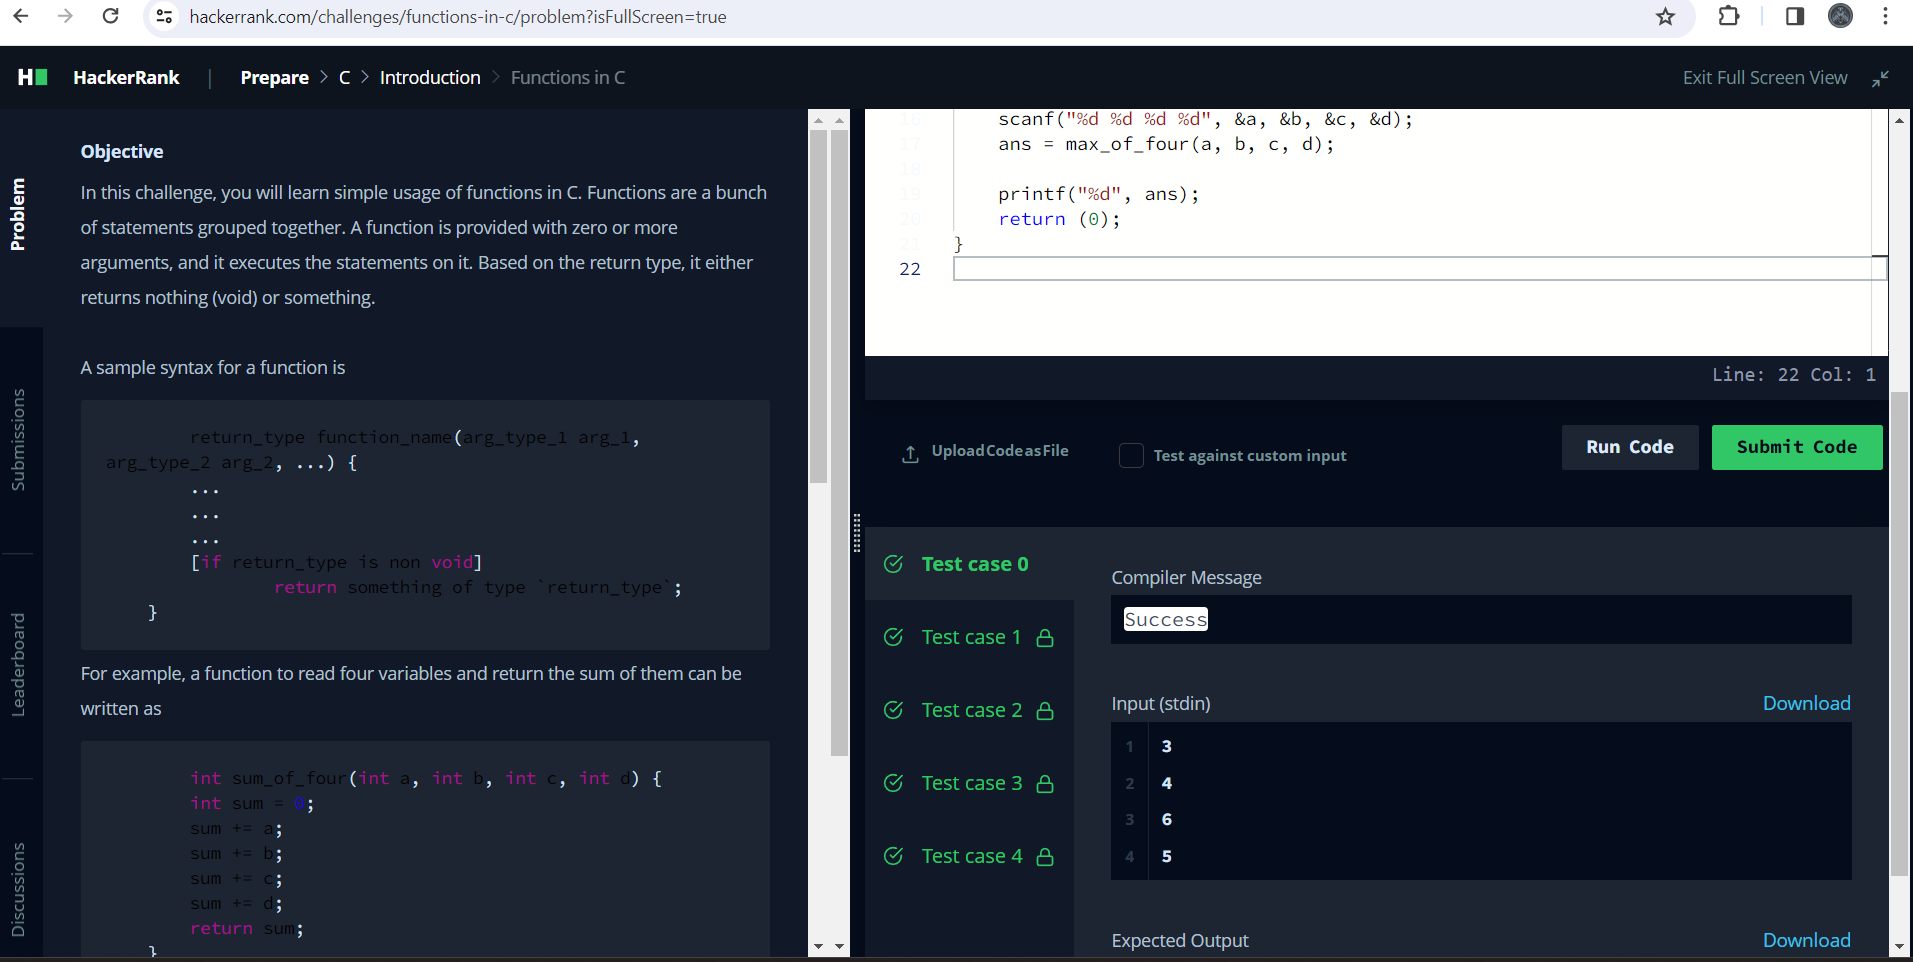 hackerrank.com/challenges/functions-in-c/problem?isFullScreen=true
H
HackerRank | Prepare > C > Introduction > Functions in C
Exit Full Screen View
Problem
Submissions
Leaderboard
Discussions
Objective
In this challenge, you will learn simple usage of functions in C. Functions are a bunch
of statements grouped together. A function is provided with zero or more
arguments, and it executes the statements on it. Based on the return type, it either
returns nothing (void) or something.
A sample syntax for a function is
return_type function_name(arg_type_1 arg_1,
arg_type_2 arg_2, ...) {
...
...
...
[if return_type is non void]
return something of type `return_type`;
}
For example, a function to read four variables and return the sum of them can be
written as
int sum_of_four(int a, int b, int c, int d) {
int sum = 0;
sum += a;
sum += b;
sum += c;
sum += d;
return sum;
}
16 scanf("%d %d %d %d", &a, &b, &c, &d);
17 ans = max_of_four(a, b, c, d);
18
19 printf("%d", ans);
20 return (0);
21 }
22
Line: 22 Col: 1
Upload Code as File
Test against custom input
Run Code
Submit Code
Test case 0
Test case 1
Test case 2
Test case 3
Test case 4
Compiler Message
Success
Input (stdin)
Download
1 3
2 4
3 6
4 5
Expected Output
Download